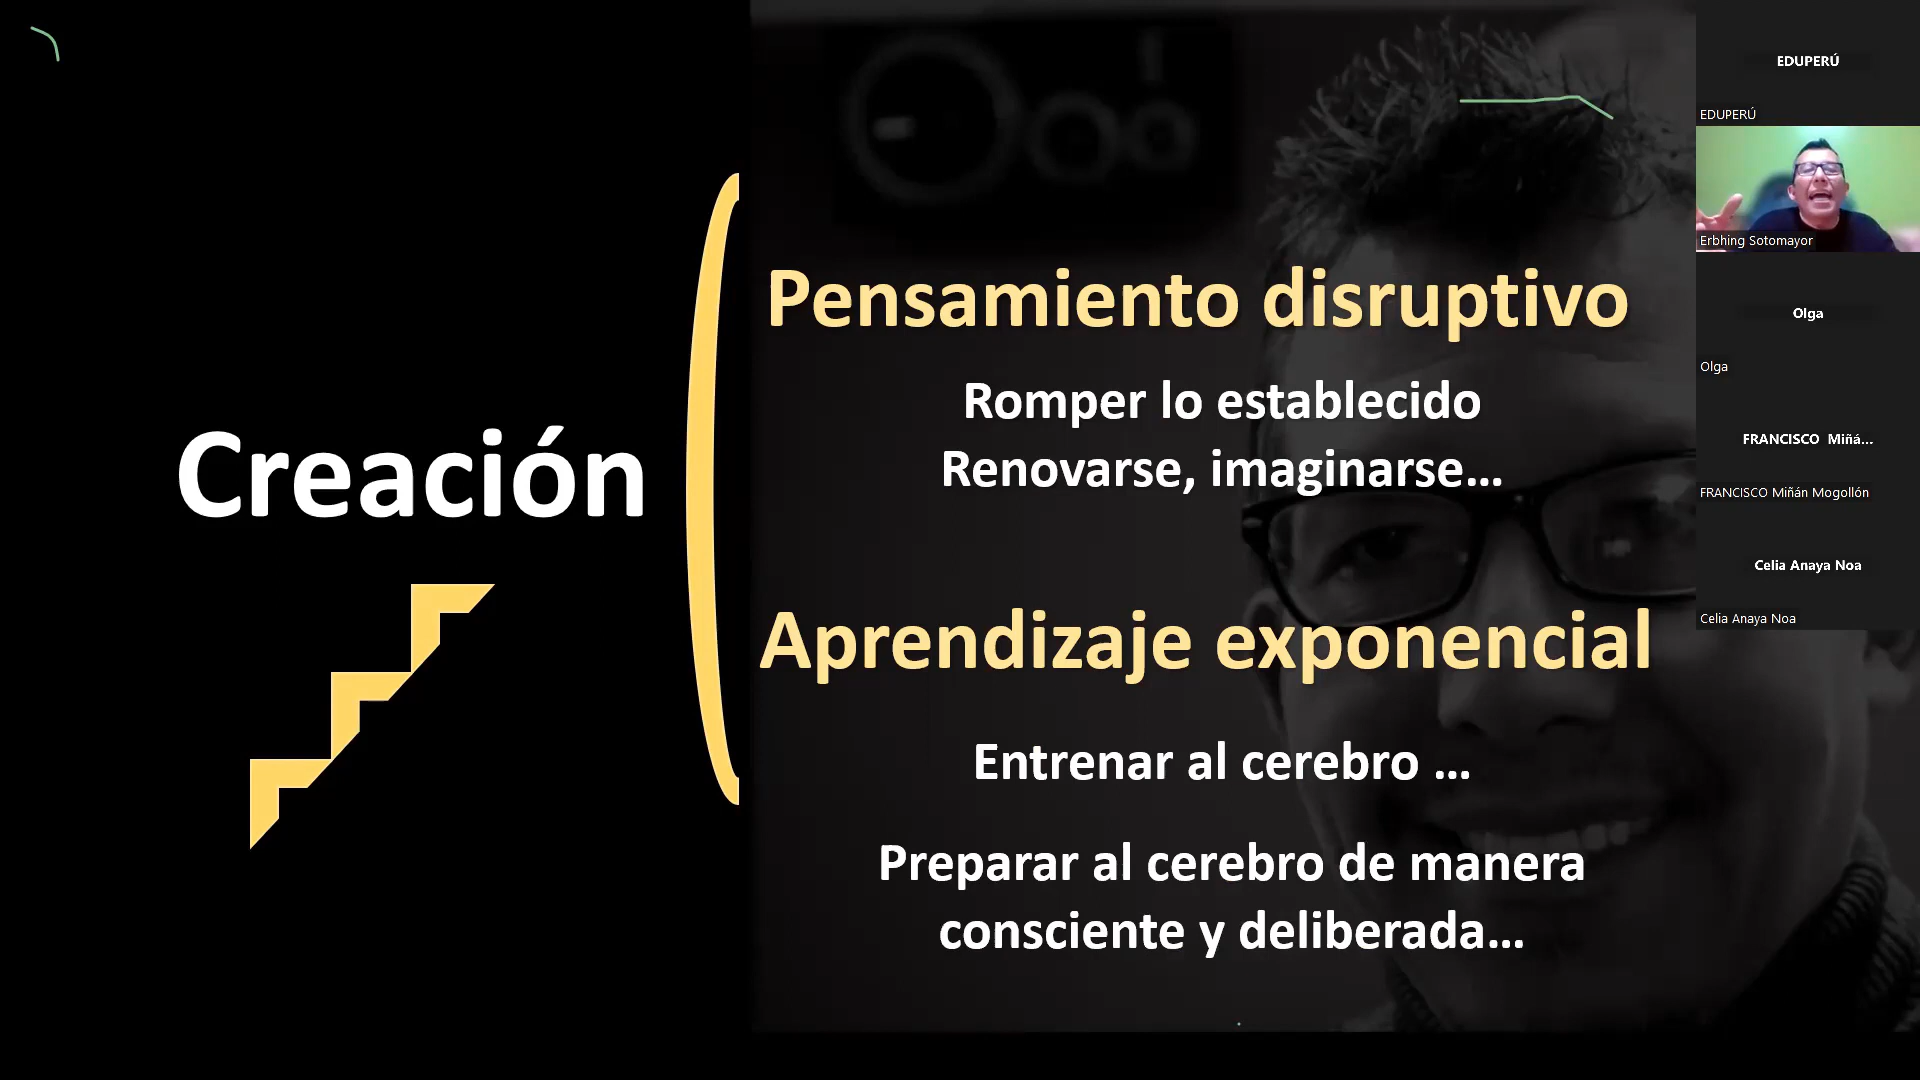 Creación
Pensamiento disruptivo
Romper lo establecido
Renovarse, imaginarse...
Aprendizaje exponencial
Entrenar al cerebro ...
Preparar al cerebro de manera
consciente y deliberada...
EDUPERÚ
EDUPERÚ
Erbhing Sotomayor
Olga
Olga
FRANCISCO Miñá...
FRANCISCO Miñán Mogollón
Celia Anaya Noa
Celia Anaya Noa